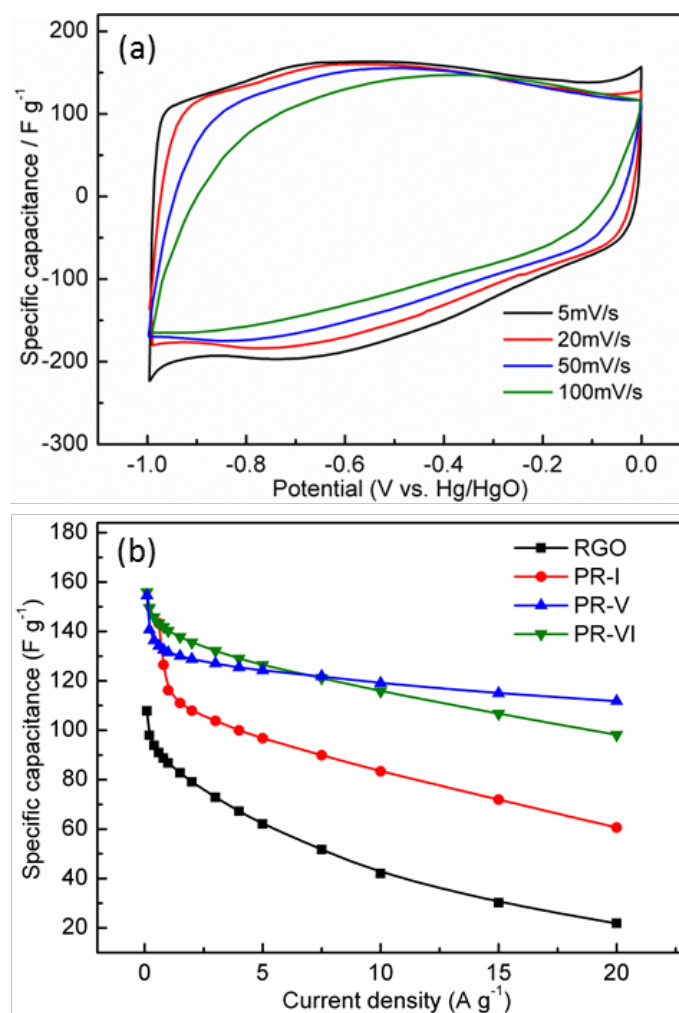 (a)
200
100
0
-100
-200
-300
Specific capacitance / F g⁻¹
5mV/s
20mV/s
50mV/s
100mV/s
-1.0 -0.8 -0.6 -0.4 -0.2 0.0
Potential (V vs. Hg/HgO)
(b)
180
160
140
120
100
80
60
40
20
Specific capacitance (F g⁻¹)
RGO
PR-I
PR-V
PR-VI
0 5 10 15 20
Current density (A g⁻¹)